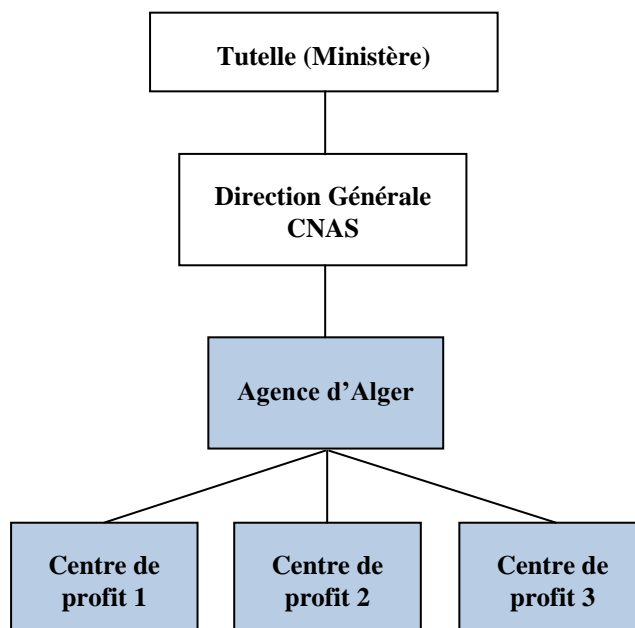 Tutelle (Ministère)
Direction Générale
CNAS
Agence d’Alger
Centre de
profit 1
Centre de
profit 2
Centre de
profit 3